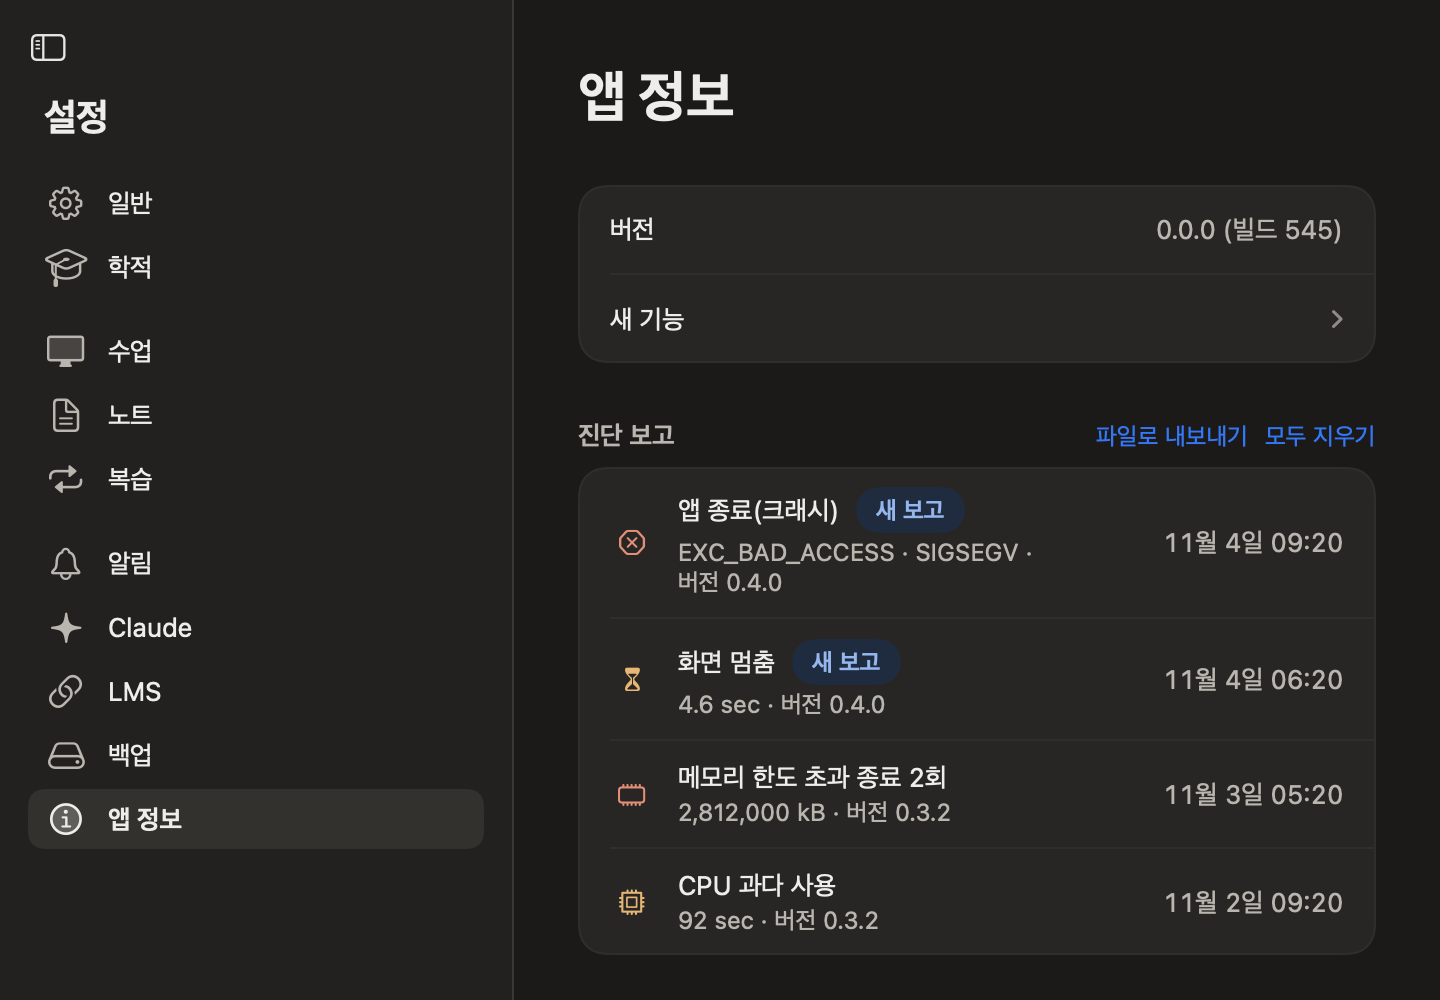 설정
일반
학적
수업
노트
복습
알림
Claude
LMS
백업
앱 정보
앱 정보
버전 0.0.0 (빌드 545)
새 기능
진단 보고 파일로 내보내기 모두 지우기
앱 종료(크래시) 새 보고
EXC_BAD_ACCESS · SIGSEGV ·
버전 0.4.0
11월 4일 09:20
화면 멈춤 새 보고
4.6 sec · 버전 0.4.0
11월 4일 06:20
메모리 한도 초과 종료 2회
2,812,000 kB · 버전 0.3.2
11월 3일 05:20
CPU 과다 사용
92 sec · 버전 0.3.2
11월 2일 09:20